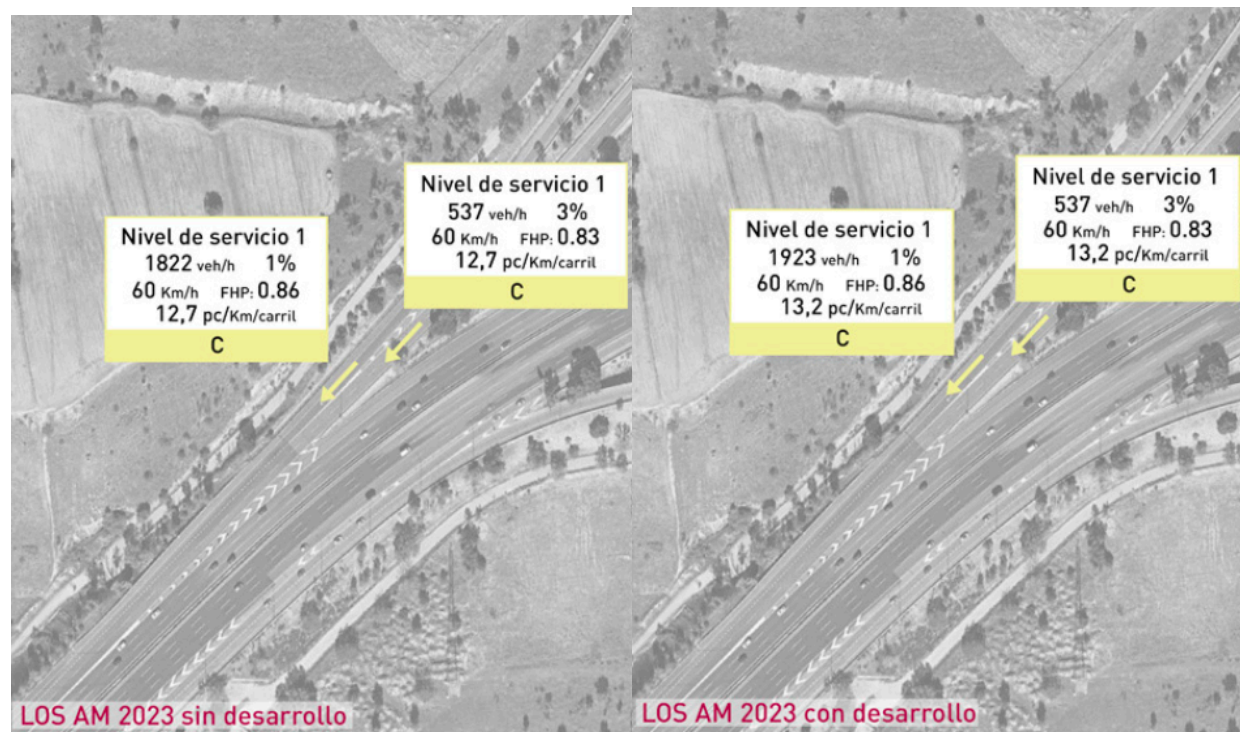 Nivel de servicio 1
537 veh/h 3%
60 Km/h FHP: 0.83
12,7 pc/Km/carril
C
Nivel de servicio 1
1822 veh/h 1%
60 Km/h FHP: 0.86
12,7 pc/Km/carril
C
LOS AM 2023 sin desarrollo
Nivel de servicio 1
537 veh/h 3%
60 Km/h FHP: 0.83
13,2 pc/Km/carril
C
Nivel de servicio 1
1923 veh/h 1%
60 Km/h FHP: 0.86
13,2 pc/Km/carril
C
LOS AM 2023 con desarrollo